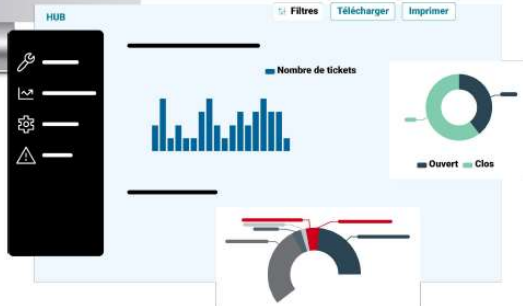 HUB
Filtres Télécharger Imprimer
Nombre de tickets
Ouvert Clos